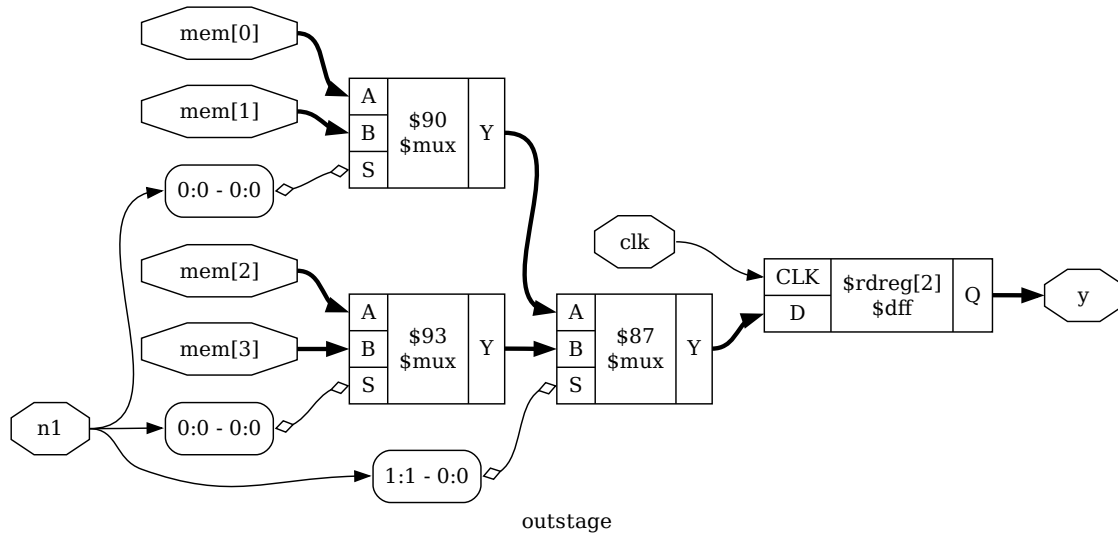 mem[0]
mem[1]
A
B
S
$90
$mux
Y
0:0 - 0:0
mem[2]
mem[3]
A
B
S
$93
$mux
Y
clk
A
B
S
$87
$mux
Y
CLK
D
$rdreg[2]
$dff
Q
y
n1
0:0 - 0:0
1:1 - 0:0
outstage